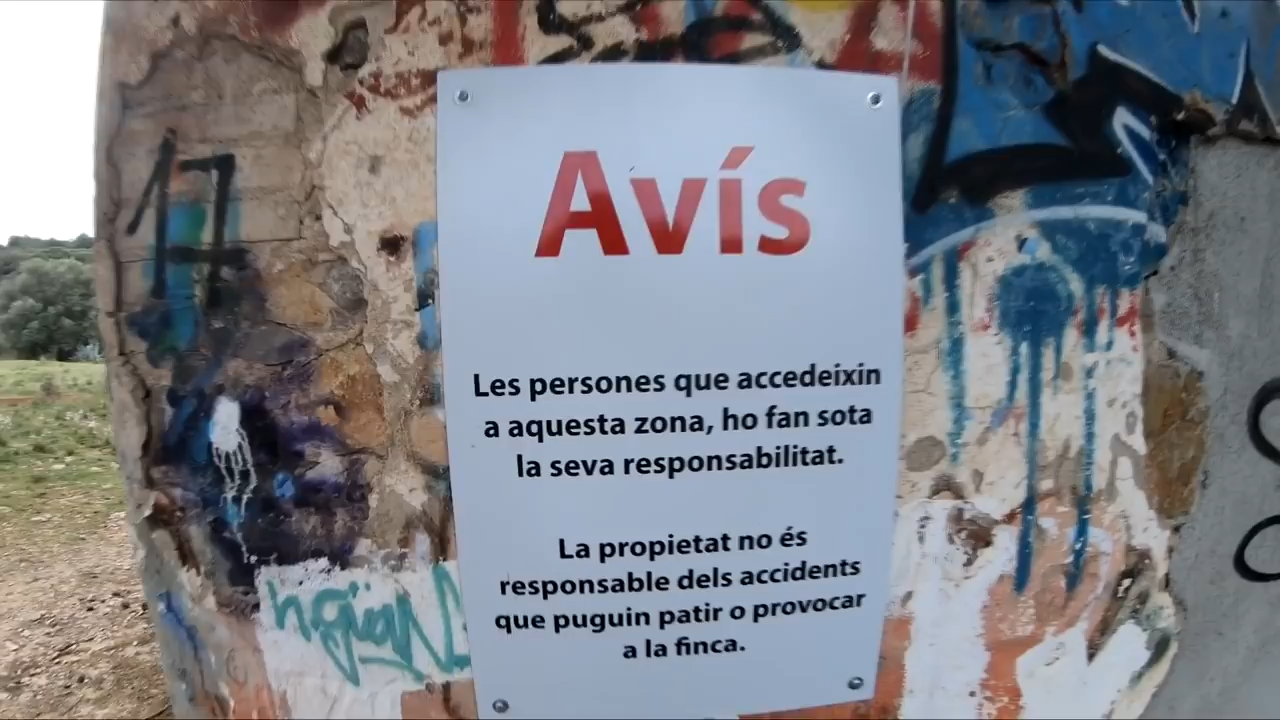 Avís
Les persones que accedeixin
a aquesta zona, ho fan sota
la seva responsabilitat.
La propietat no és
responsable dels accidents
que puguin patir o provocar
a la finca.